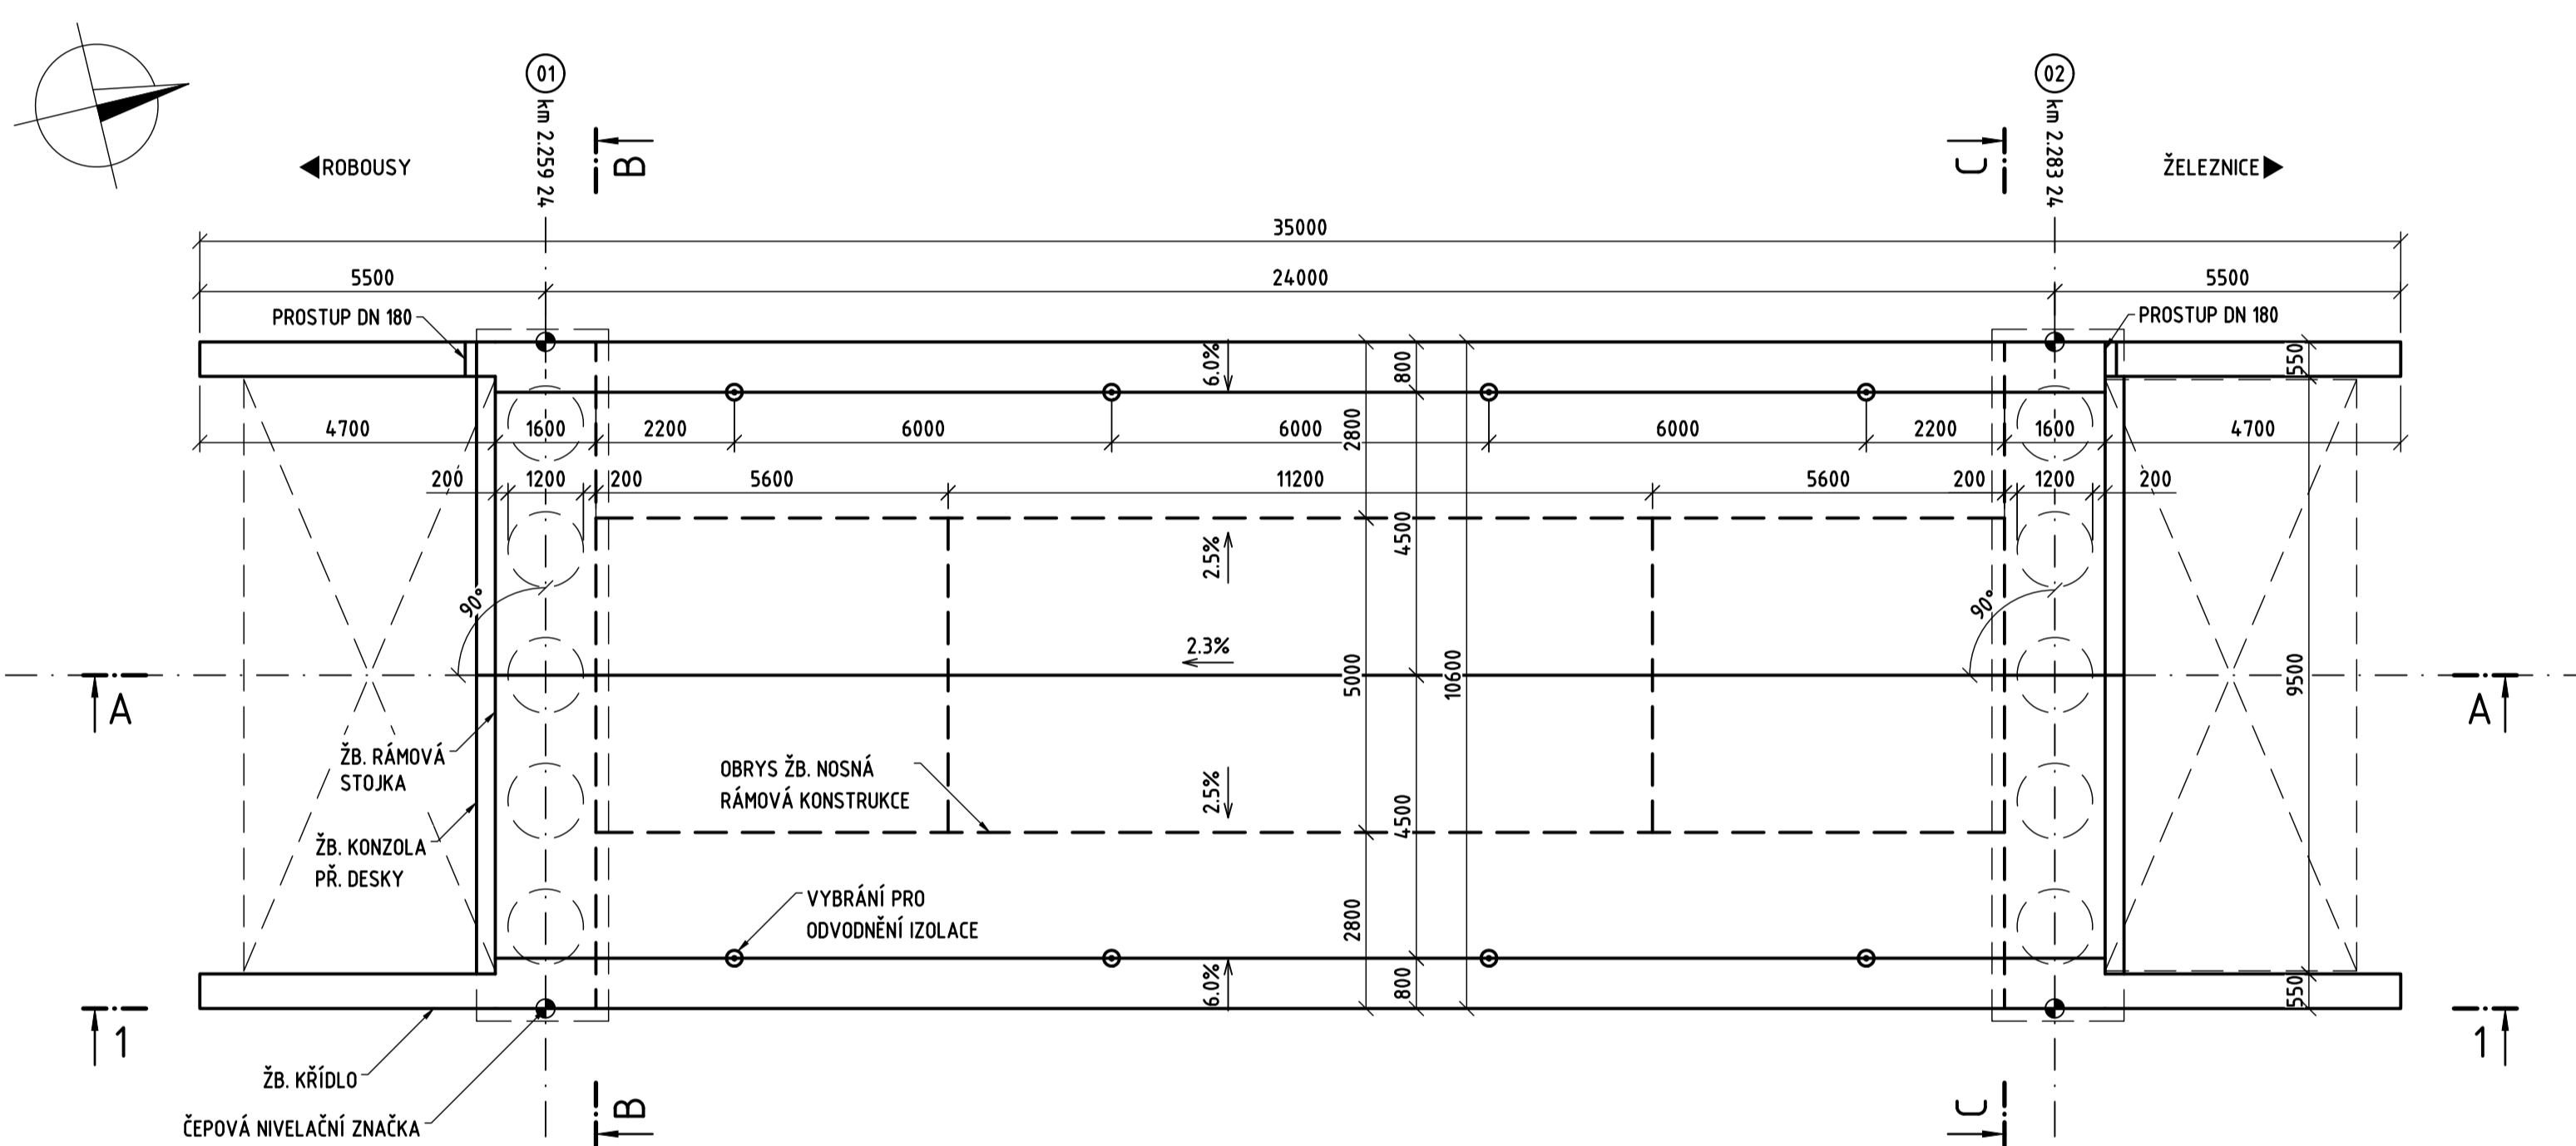 01
02
km 2.259 24
km 2.283 24
B
C
ROBOUSY
ŽELEZNICE
35000
5500
24000
5500
PROSTUP DN 180
PROSTUP DN 180
6.0%
800
550
4700
1600
2200
6000
6000
2800
6000
2200
1600
4700
200
1200
200
5600
11200
5600
200
1200
200
2.5%
4500
90°
90°
2.3%
5000
10600
9500
A
A
ŽB. RÁMOVÁ
STOJKA
OBRYS ŽB. NOSNÁ
RÁMOVÁ KONSTRUKCE
2.5%
4500
ŽB. KONZOLA
PŘ. DESKY
VYBRÁNÍ PRO
ODVODNĚNÍ IZOLACE
2800
6.0%
800
550
1
1
ŽB. KŘÍDLO
ČEPOVÁ NIVELAČNÍ ZNAČKA
B
C